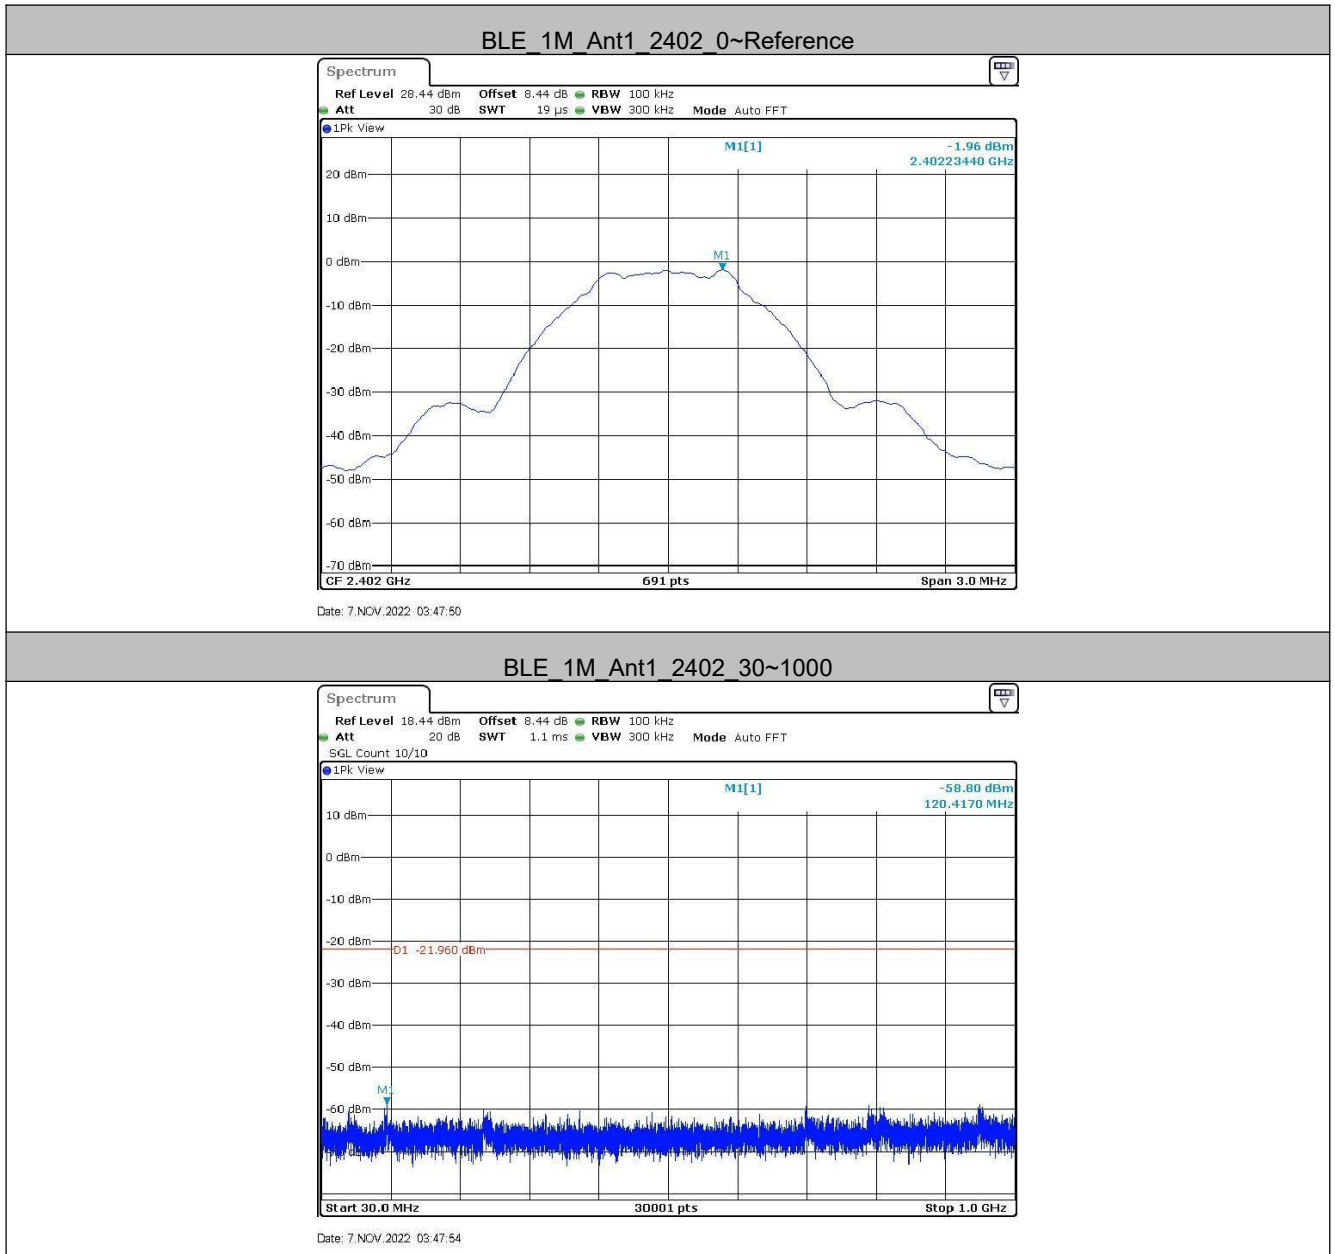 BLE_1M_Ant1_2402_0~Reference
Spectrum
Ref Level 28.44 dBm Offset 8.44 dB RBW 100 kHz
Att 30 dB SWT 19 µs VBW 300 kHz Mode Auto FFT
1Pk View
M1[1] -1.96 dBm
2.40223440 GHz
20 dBm
10 dBm
M1
0 dBm
-10 dBm
-20 dBm
-30 dBm
-40 dBm
-50 dBm
-60 dBm
-70 dBm
CF 2.402 GHz 691 pts Span 3.0 MHz
Date: 7.NOV.2022 03:47:50
BLE_1M_Ant1_2402_30~1000
Spectrum
Ref Level 18.44 dBm Offset 8.44 dB RBW 100 kHz
Att 20 dB SWT 1.1 ms VBW 300 kHz Mode Auto FFT
SGL Count 10/10
1Pk View
M1[1] -58.80 dBm
120.4170 MHz
10 dBm
0 dBm
-10 dBm
-20 dBm
D1 -21.960 dBm
-30 dBm
-40 dBm
-50 dBm
M1
-60 dBm
Start 30.0 MHz 30001 pts Stop 1.0 GHz
Date: 7.NOV.2022 03:47:54